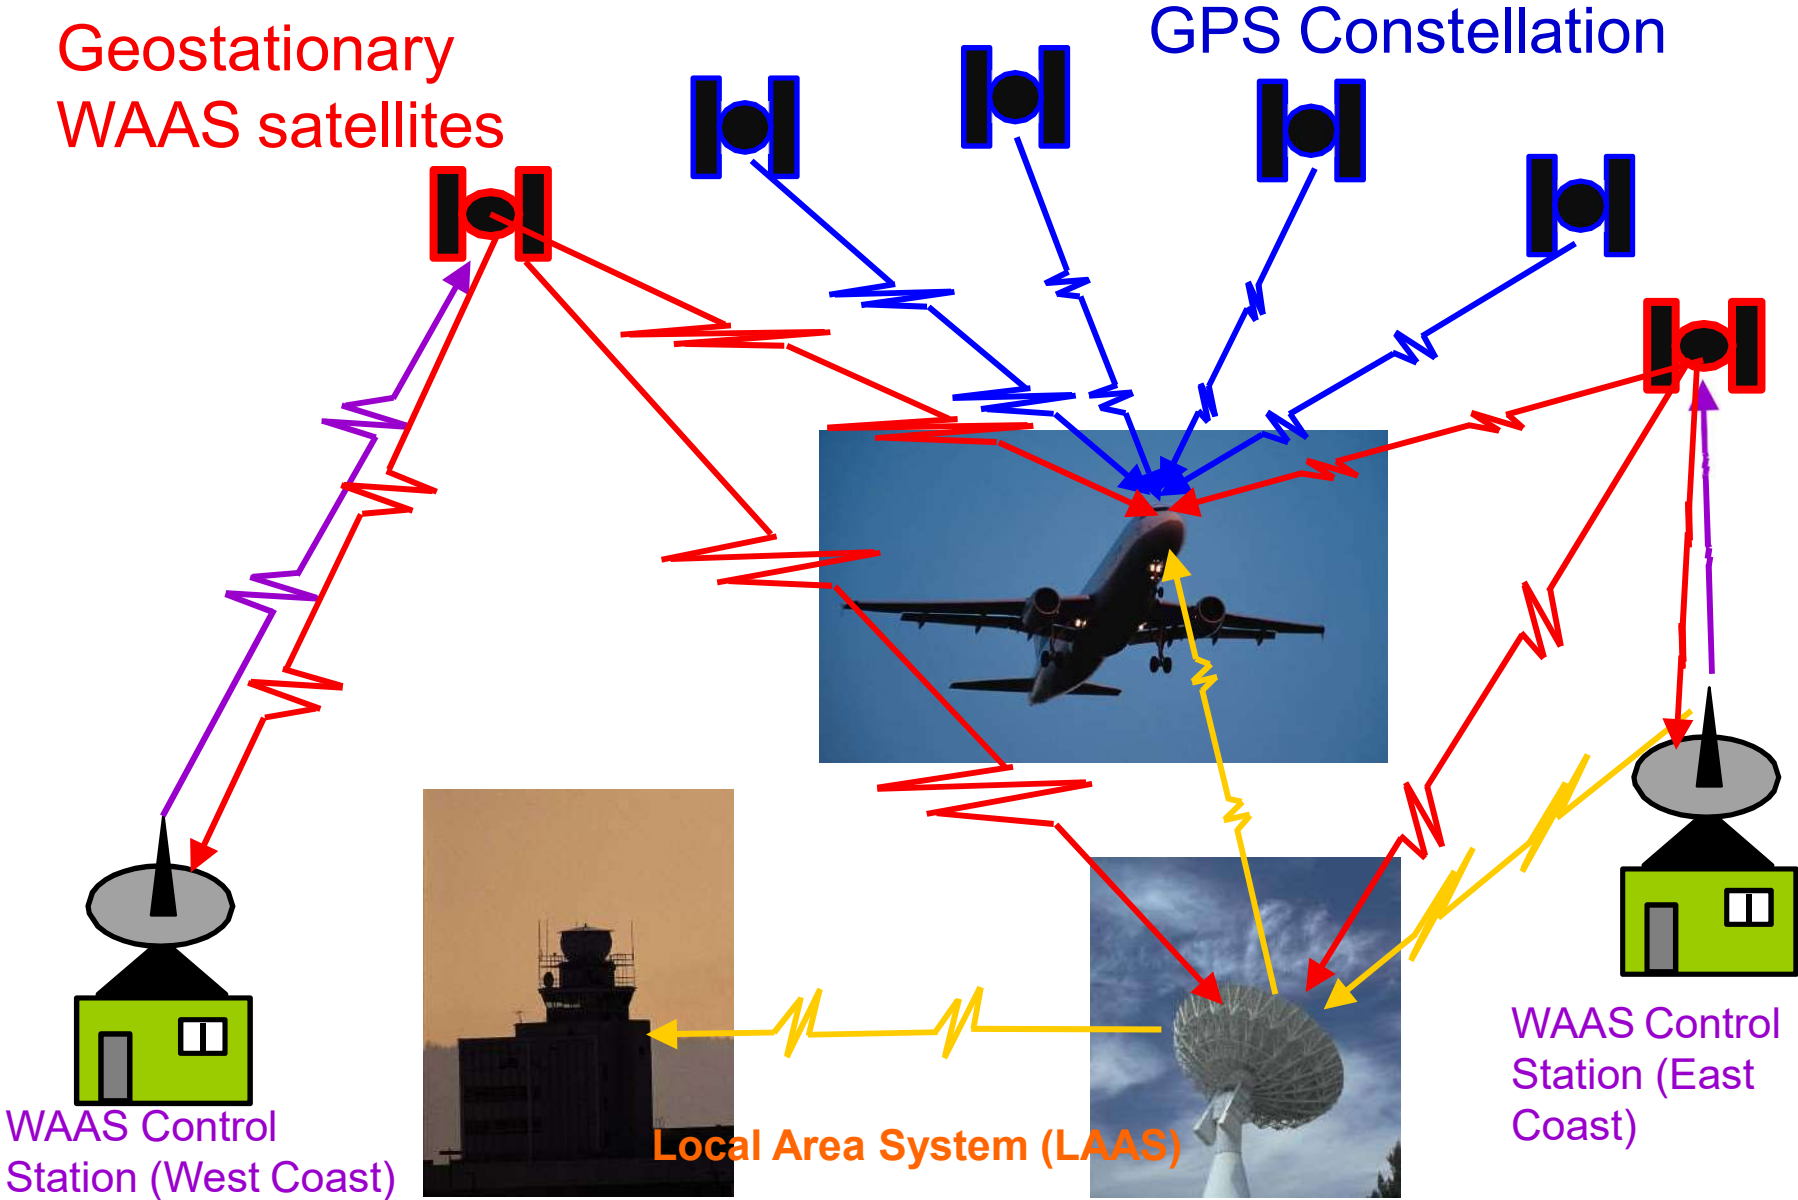 Geostationary
WAAS satellites
GPS Constellation
WAAS Control
Station (East
Coast)
WAAS Control
Station (West Coast)
Local Area System (LAAS)